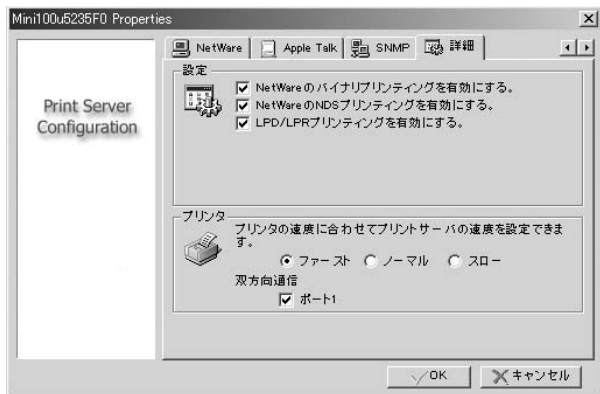 Mini100u5235F0 Properties
Print Server
Configuration
NetWare
Apple Talk
SNMP
詳細
設定
NetWareのバイナリプリンティングを有効にする。
NetWareのNDSプリンティングを有効にする。
LPD/LPRプリンティングを有効にする。
プリンタ
プリンタの速度に合わせてプリントサーバの速度を設定できま
す。
ファースト
ノーマル
スロー
双方向通信
ポート1
OK
キャンセル